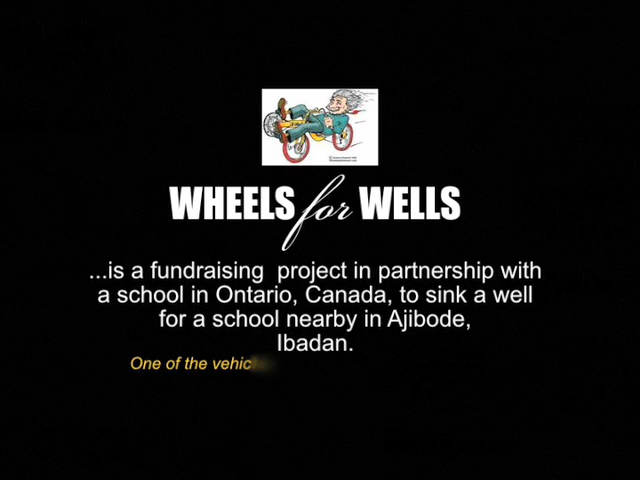 WHEELS for WELLS
...is a fundraising project in partnership with
a school in Ontario, Canada, to sink a well
for a school nearby in Ajibode,
Ibadan.
One of the